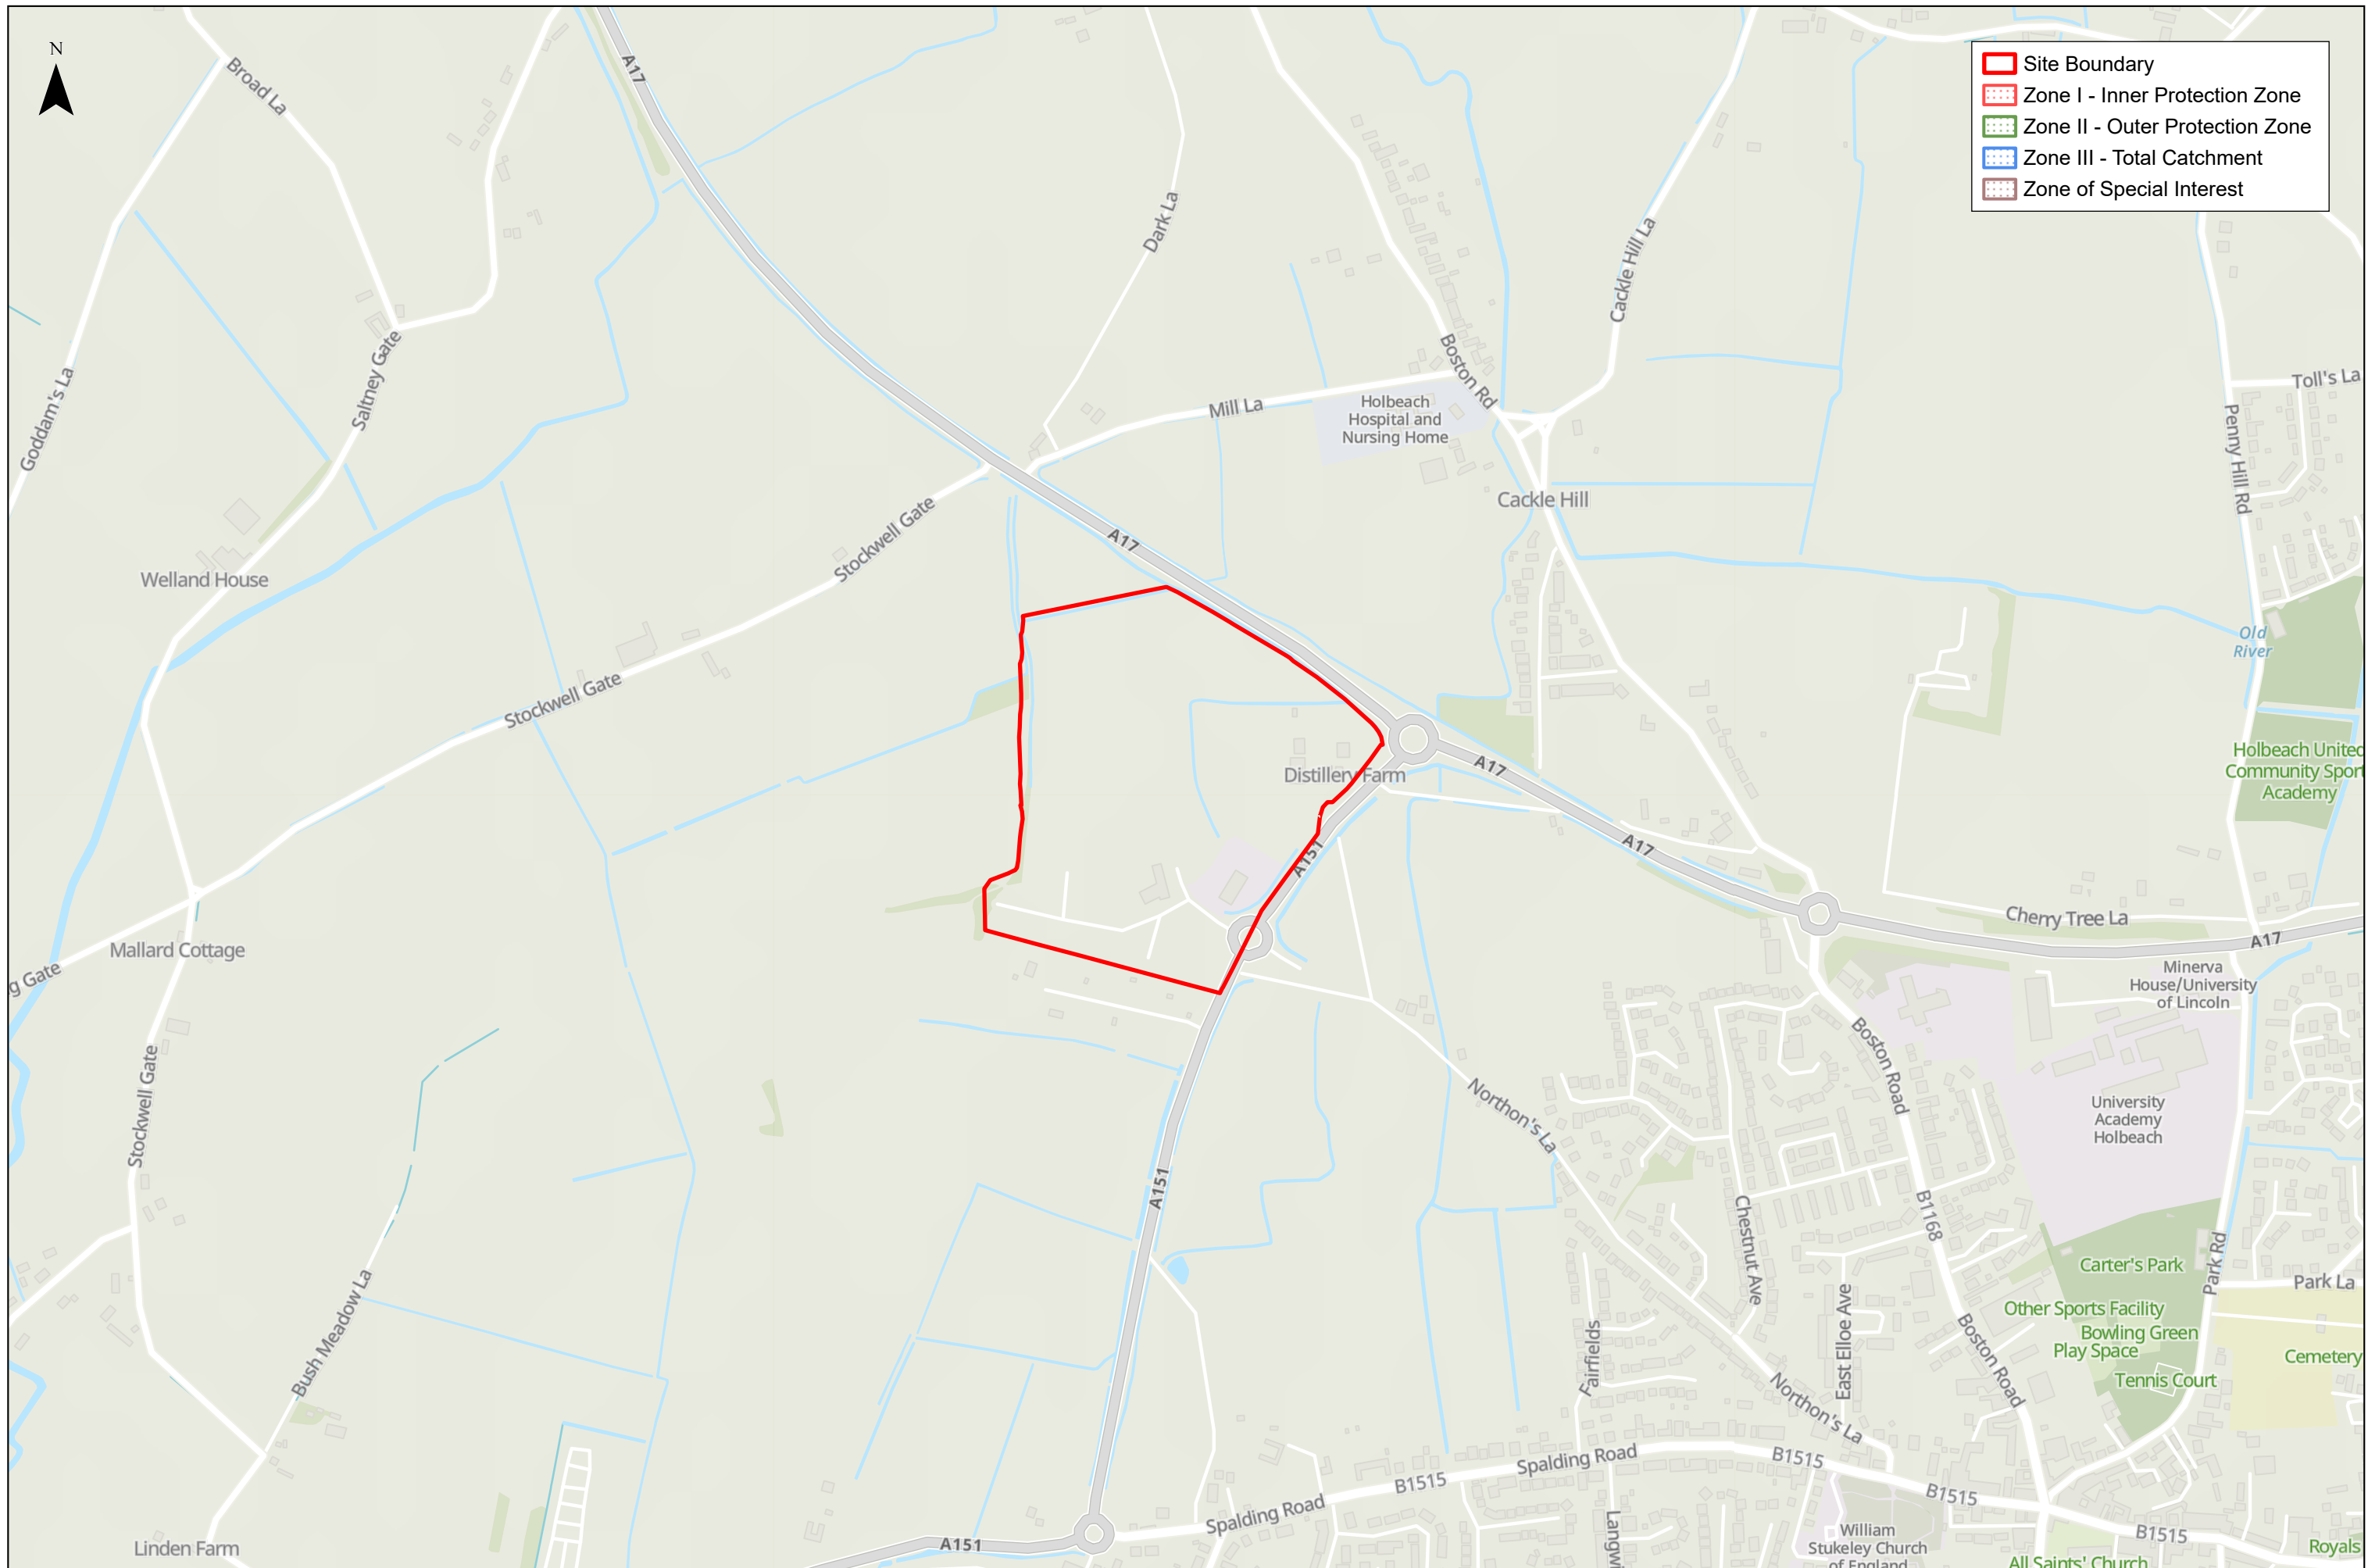 N
Site Boundary
Zone I - Inner Protection Zone
Zone II - Outer Protection Zone
Zone III - Total Catchment
Zone of Special Interest
Broad La
A17
Dark La
Cackle Hill La
Goddam's La
Saltney Gate
Boston Rd
Mill La
Holbeach
Hospital and
Nursing Home
Toll's La
Penny Hill Rd
Cackle Hill
Stockwell Gate
A17
Welland House
Old
River
Stockwell Gate
Holbeach United
Community Sport
Academy
Distillery Farm
A17
A17
A151
Cherry Tree La
A17
Mallard Cottage
g Gate
Minerva
House/University
of Lincoln
Stockwell Gate
Boston Road
Northon's La
University
Academy
Holbeach
A151
Chestnut Ave
B1168
Park Rd
Carter's Park
Park La
Bush Meadow La
Other Sports Facility
Bowling Green
Play Space
Tennis Court
Cemetery
Fairfields
East Elloe Ave
Boston Road
Northon's La
Spalding Road
B1515
B1515
B1515
Spalding Road
B1515
Langwi
A151
Linden Farm
William
Stukeley Church
of England
All Saints' Church
Royals